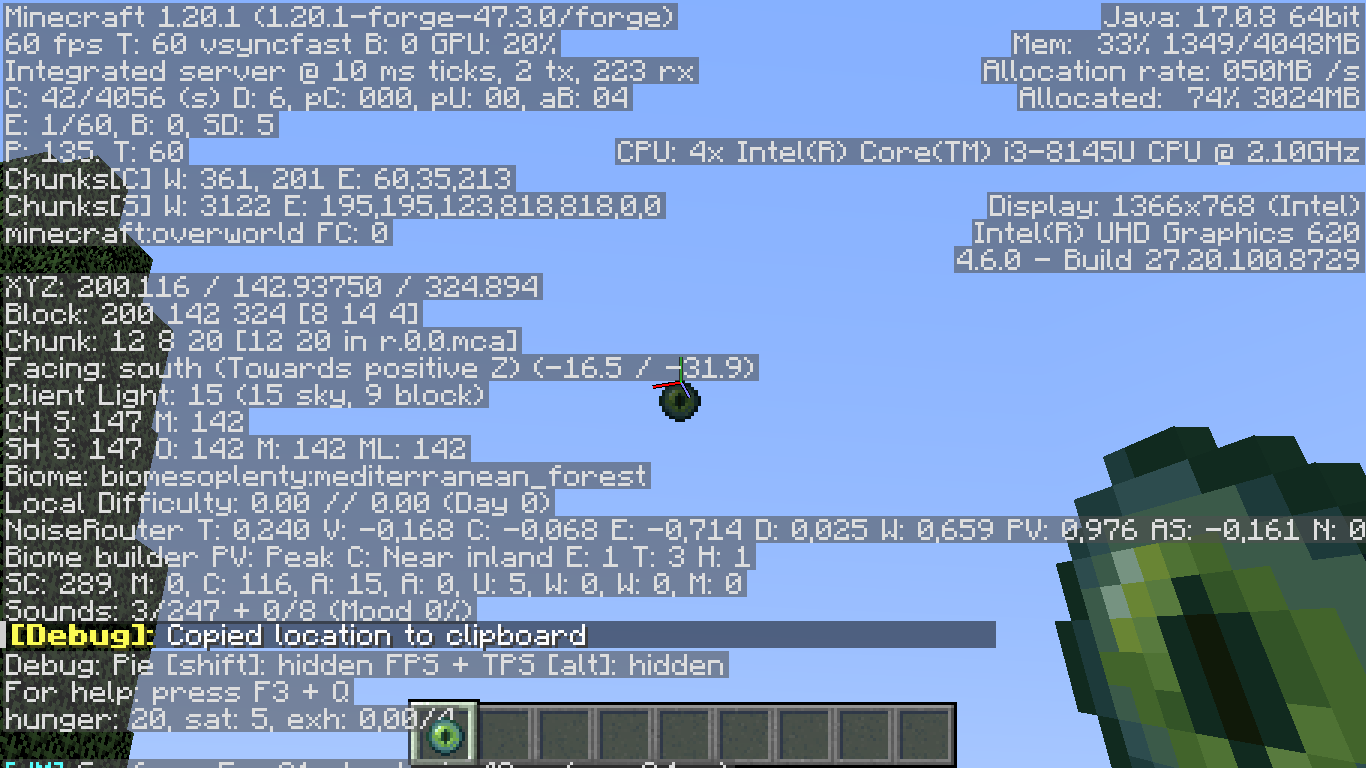 Minecraft 1.20.1 (1.20.1-forge-47.3.0/forge)
60 fps T: 60 vsyncfast B: 0 GPU: 20%
Integrated server @ 10 ms ticks, 2 tx, 223 rx
C: 42/4056 (s) D: 6, pC: 000, pU: 00, aB: 04
E: 1/60, B: 0, SD: 5
P: 135. T: 60
Chunks[C] W: 361, 201 E: 60,35,213
Chunks[S] W: 3122 E: 195,195,123,818,818,0,0
minecraft:overworld FC: 0
XYZ: 200.116 / 142.93750 / 324.894
Block: 200 142 324 [8 14 4]
Chunk: 12 8 20 [12 20 in r.0.0.mca]
Facing: south (Towards positive Z) (-16.5 / -31.9)
Client Light: 15 (15 sky, 9 block)
CH S: 147 M: 142
SH S: 147 O: 142 M: 142 ML: 142
Biome: biomesoplenty:mediterranean_forest
Local Difficulty: 0.00 // 0.00 (Day 0)
NoiseRouter T: 0,240 V: -0,168 C: -0,068 E: -0,714 D: 0,025 W: 0,659 PV: 0,976 AS: -0,161 N: 0
Biome builder PV: Peak C: Near inland E: 1 T: 3 H: 1
SC: 289, M: 0, C: 116, A: 15, A: 0, U: 5, W: 0, W: 0, M: 0
Sounds: 3/247 + 0/8 (Mood 0%)
[Debug]: Copied location to clipboard
Debug: Pie [shift]: hidden FPS + TPS [alt]: hidden
For help: press F3 + Q
hunger: 20, sat: 5, exh: 0,00/4
Java: 17.0.8 64bit
Mem: 33% 1349/4048MB
Allocation rate: 050MB /s
Allocated: 74% 3024MB
CPU: 4x Intel(R) Core(TM) i3-8145U CPU @ 2.10GHz
Display: 1366x768 (Intel)
Intel(R) UHD Graphics 620
4.6.0 - Build 27.20.100.8729